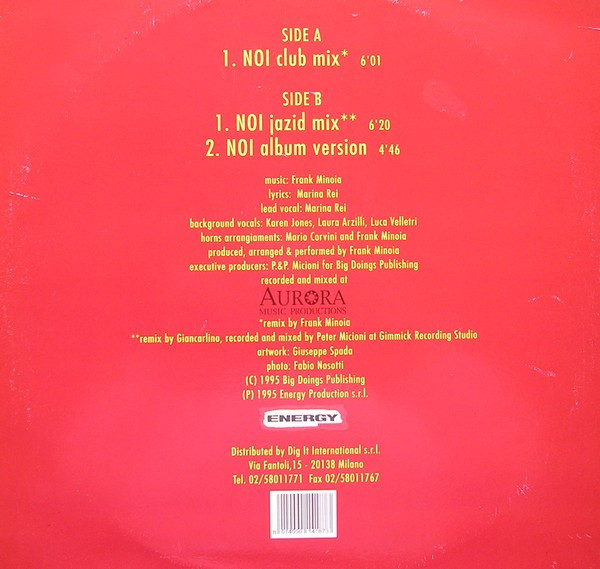 SIDE A
1. NOI club mix* 6'01
SIDE B
1. NOI jazid mix** 6'20
2. NOI album version 4'46
music: Frank Minoia
lyrics: Marina Rei
lead vocal: Marina Rei
background vocals: Karen Jones, Laura Arzilli, Luca Velletri
horns arrangiaments: Mario Corvini and Frank Minoia
produced, arranged & performed by Frank Minoia
executive producers: P.&P. Micioni for Big Doings Publishing
recorded and mixed at
AURORA
MUSIC PRODUCTIONS
*remix by Frank Minoia
**remix by Giancarlino, recorded and mixed by Peter Micioni at Gimmick Recording Studio
artwork: Giuseppe Spada
photo: Fabio Nosotti
(C) 1995 Big Doings Publishing
(P) 1995 Energy Production s.r.l.
ENERGY
Distributed by Dig It International s.r.l.
Via Fantoli,15 - 20138 Milano
Tel. 02/58011771 Fax 02/58011767